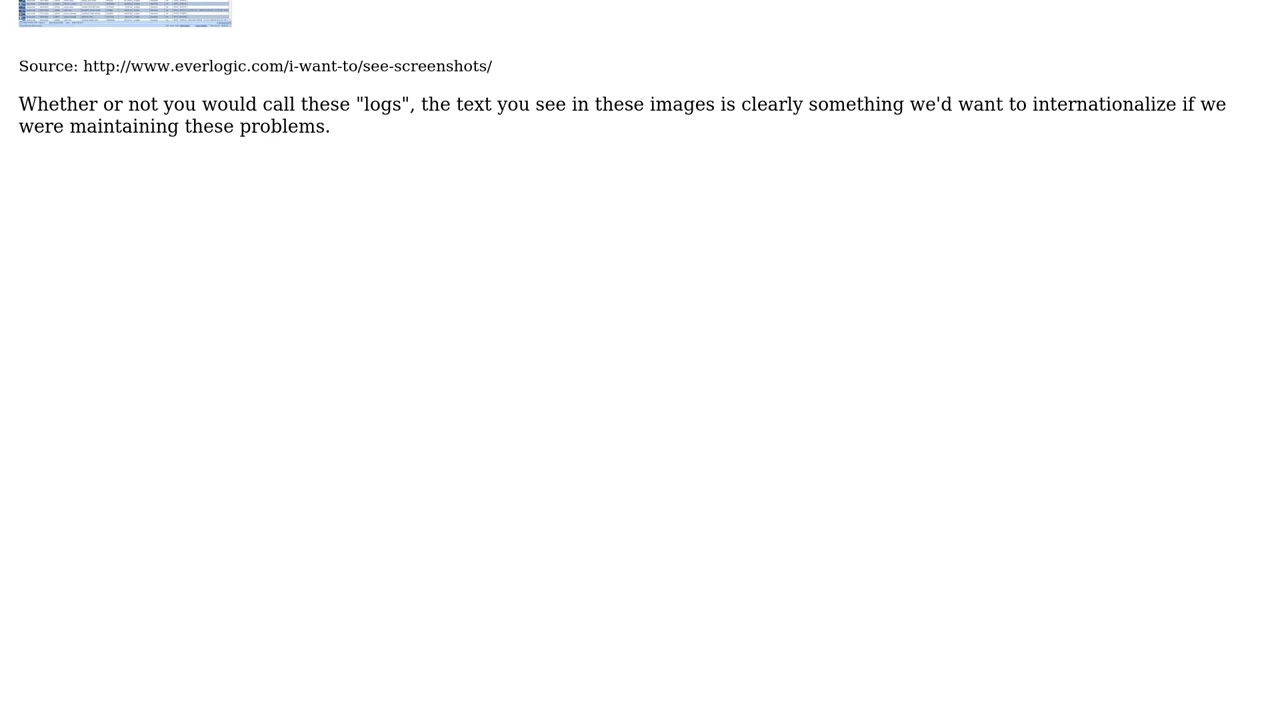 Source: http://www.everlogic.com/i-want-to/see-screenshots/
Whether or not you would call these "logs", the text you see in these images is clearly something we'd want to internationalize if we
were maintaining these problems.